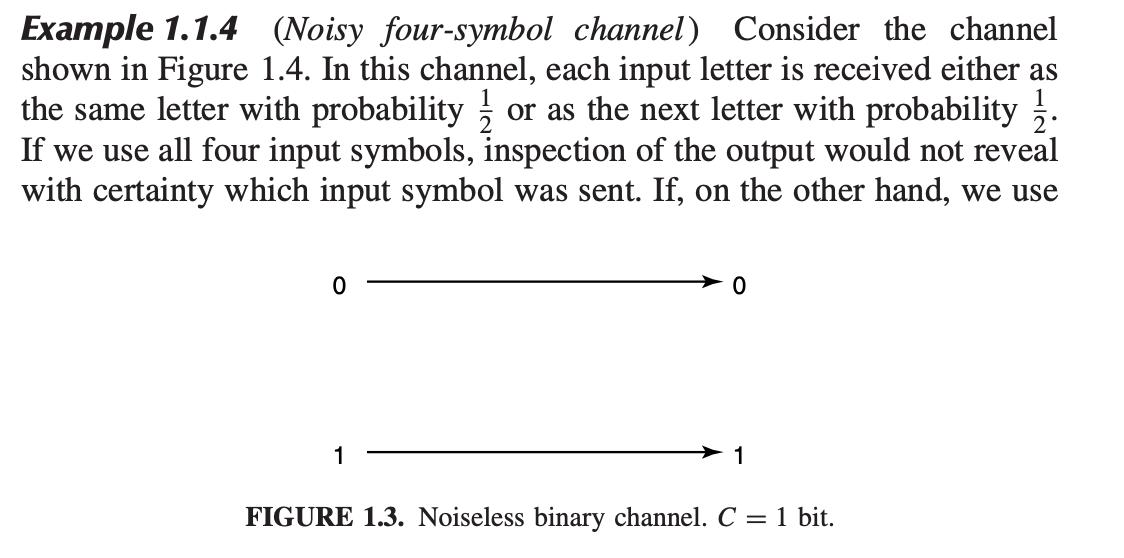 Example 1.1.4 (Noisy four-symbol channel) Consider the channel
shown in Figure 1.4. In this channel, each input letter is received either as
the same letter with probability 1/2 or as the next letter with probability 1/2.
If we use all four input symbols, inspection of the output would not reveal
with certainty which input symbol was sent. If, on the other hand, we use
0 0
1 1
FIGURE 1.3. Noiseless binary channel. C = 1 bit.